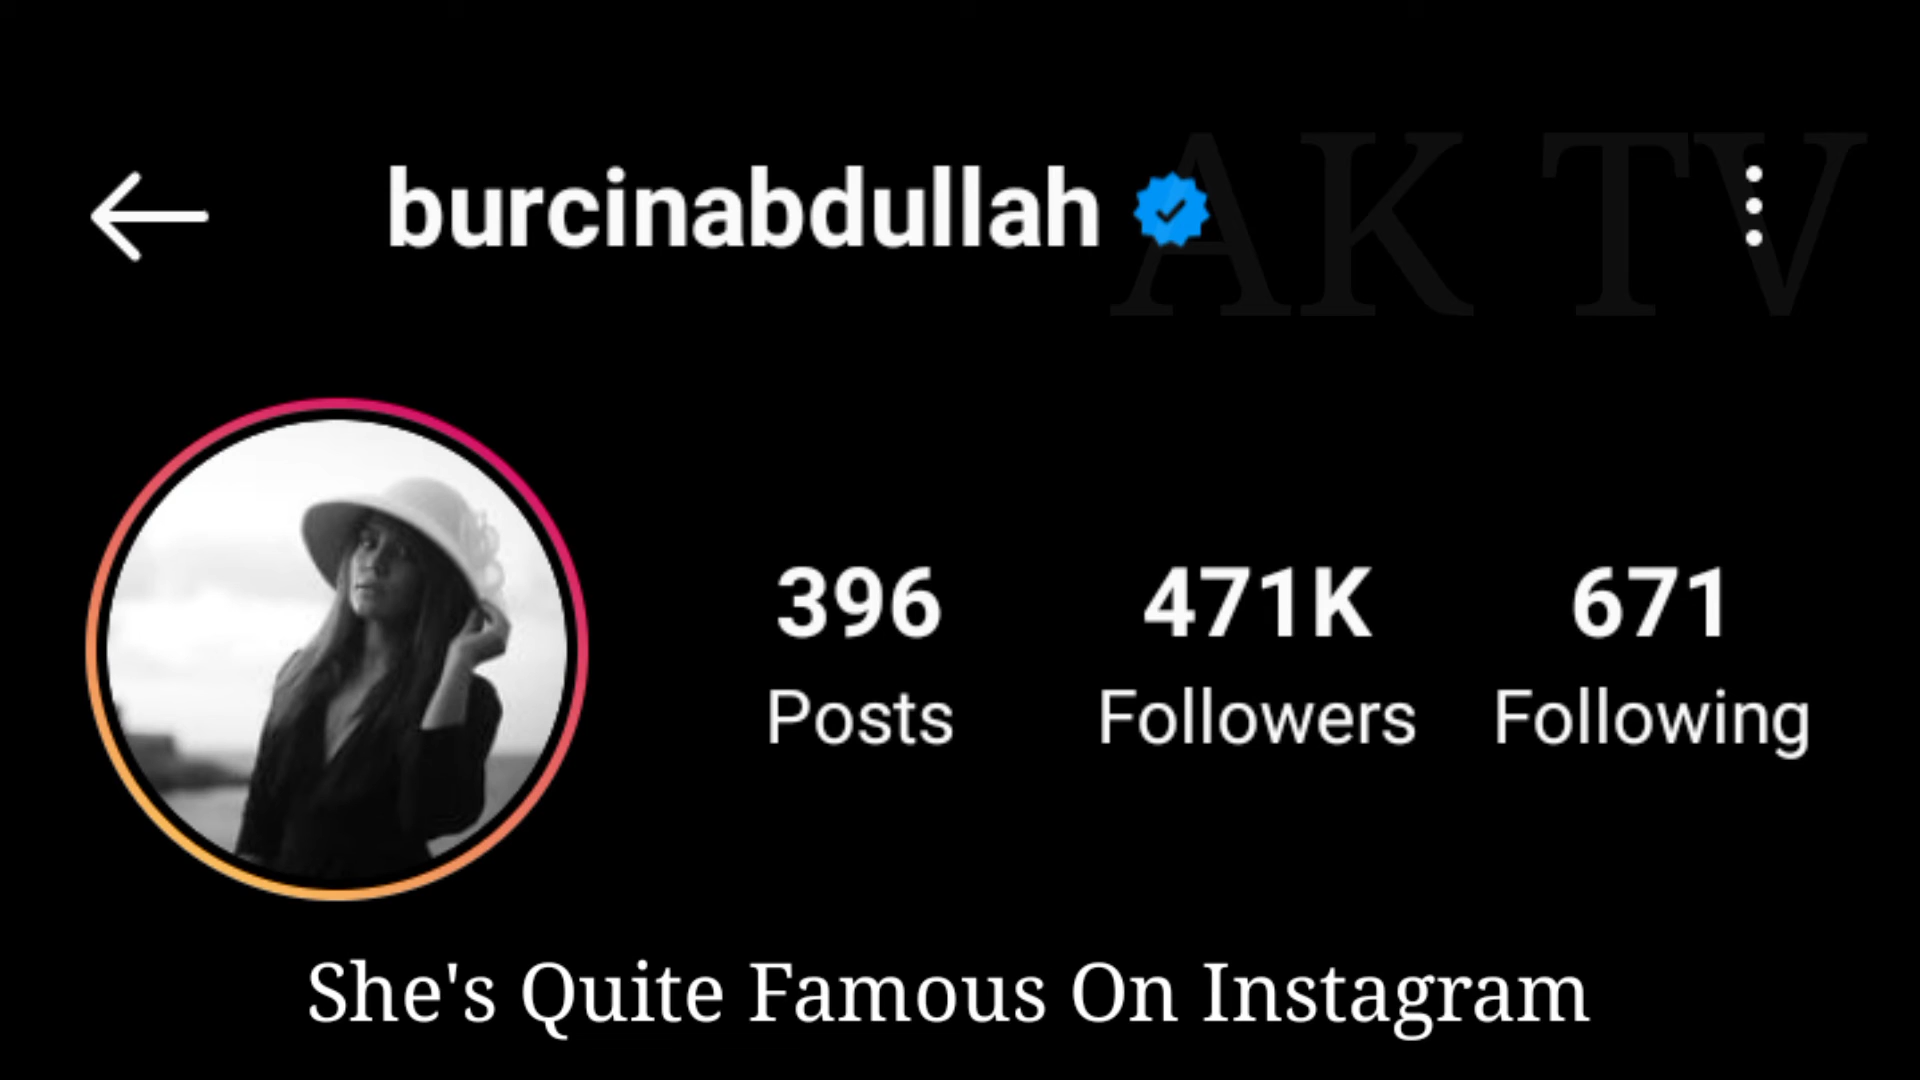 burcinabdullah
AK TV
396 471K 671
Posts Followers Following
She's Quite Famous On Instagram